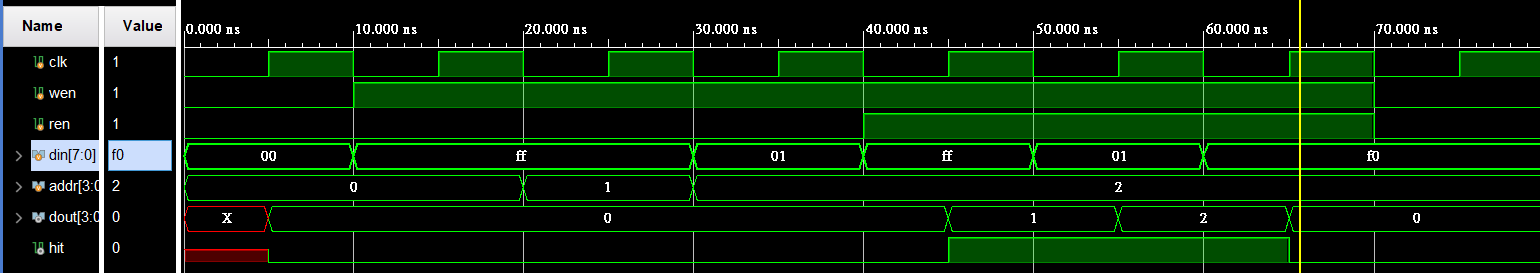 Name Value 0.000 ns 10.000 ns 20.000 ns 30.000 ns 40.000 ns 50.000 ns 60.000 ns 70.000 ns
clk 1
wen 1
ren 1
din[7:0] f0 00 ff 01 ff 01 f0
addr[3:0 2 0 1 2
dout[3:0 0 X 0 1 2 0
hit 0